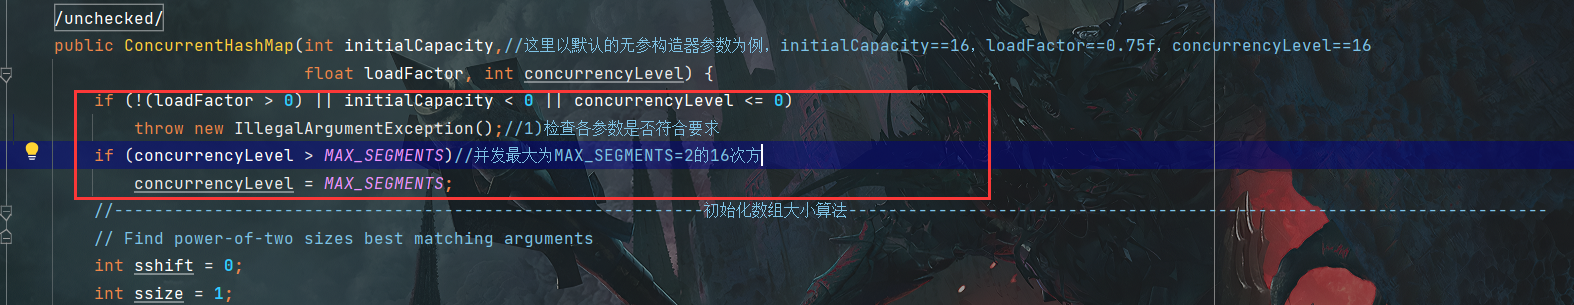 /unchecked/
public ConcurrentHashMap(int initialCapacity,//这里以默认的无参构造器参数为例，initialCapacity==16，loadFactor==0.75f，concurrencyLevel==16
float loadFactor, int concurrencyLevel) {
if (!(loadFactor > 0) || initialCapacity < 0 || concurrencyLevel <= 0)
throw new IllegalArgumentException();//1)检查各参数是否符合要求
if (concurrencyLevel > MAX_SEGMENTS)//并发最大为MAX_SEGMENTS=2的16次方
concurrencyLevel = MAX_SEGMENTS;
//-----------------------------------------------------------初始化数组大小算法----------------------------------------------------------------------
// Find power-of-two sizes best matching arguments
int sshift = 0;
int ssize = 1;